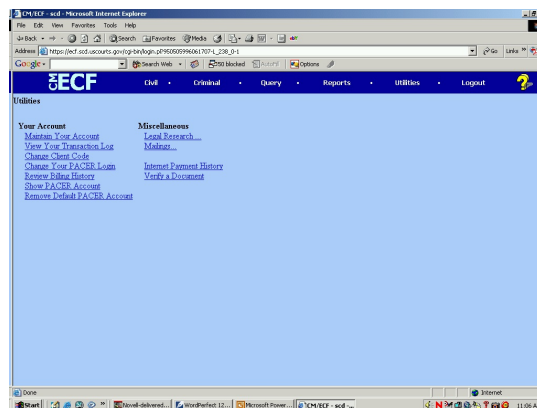 CM/ECF - scd - Microsoft Internet Explorer
File Edit View Favorites Tools Help
Back Search Favorites Media
Address https://ecf.scd.uscourts.gov/cgi-bin/login.pl?950505996061707-L_238_0-1 Go Links »
Google Search Web 150 blocked AutoFill Options
CM/ECF Civil • Criminal • Query • Reports • Utilities • Logout ?
Utilities
Your Account
Maintain Your Account
View Your Transaction Log
Change Client Code
Change Your PACER Login
Review Billing History
Show PACER Account
Remove Default PACER Account
Miscellaneous
Legal Research ...
Mailings...
Internet Payment History
Verify a Document
Done Internet
Start » Novell-delivered... WordPerfect 12... Microsoft Power... CM/ECF - scd -... 11:06 A